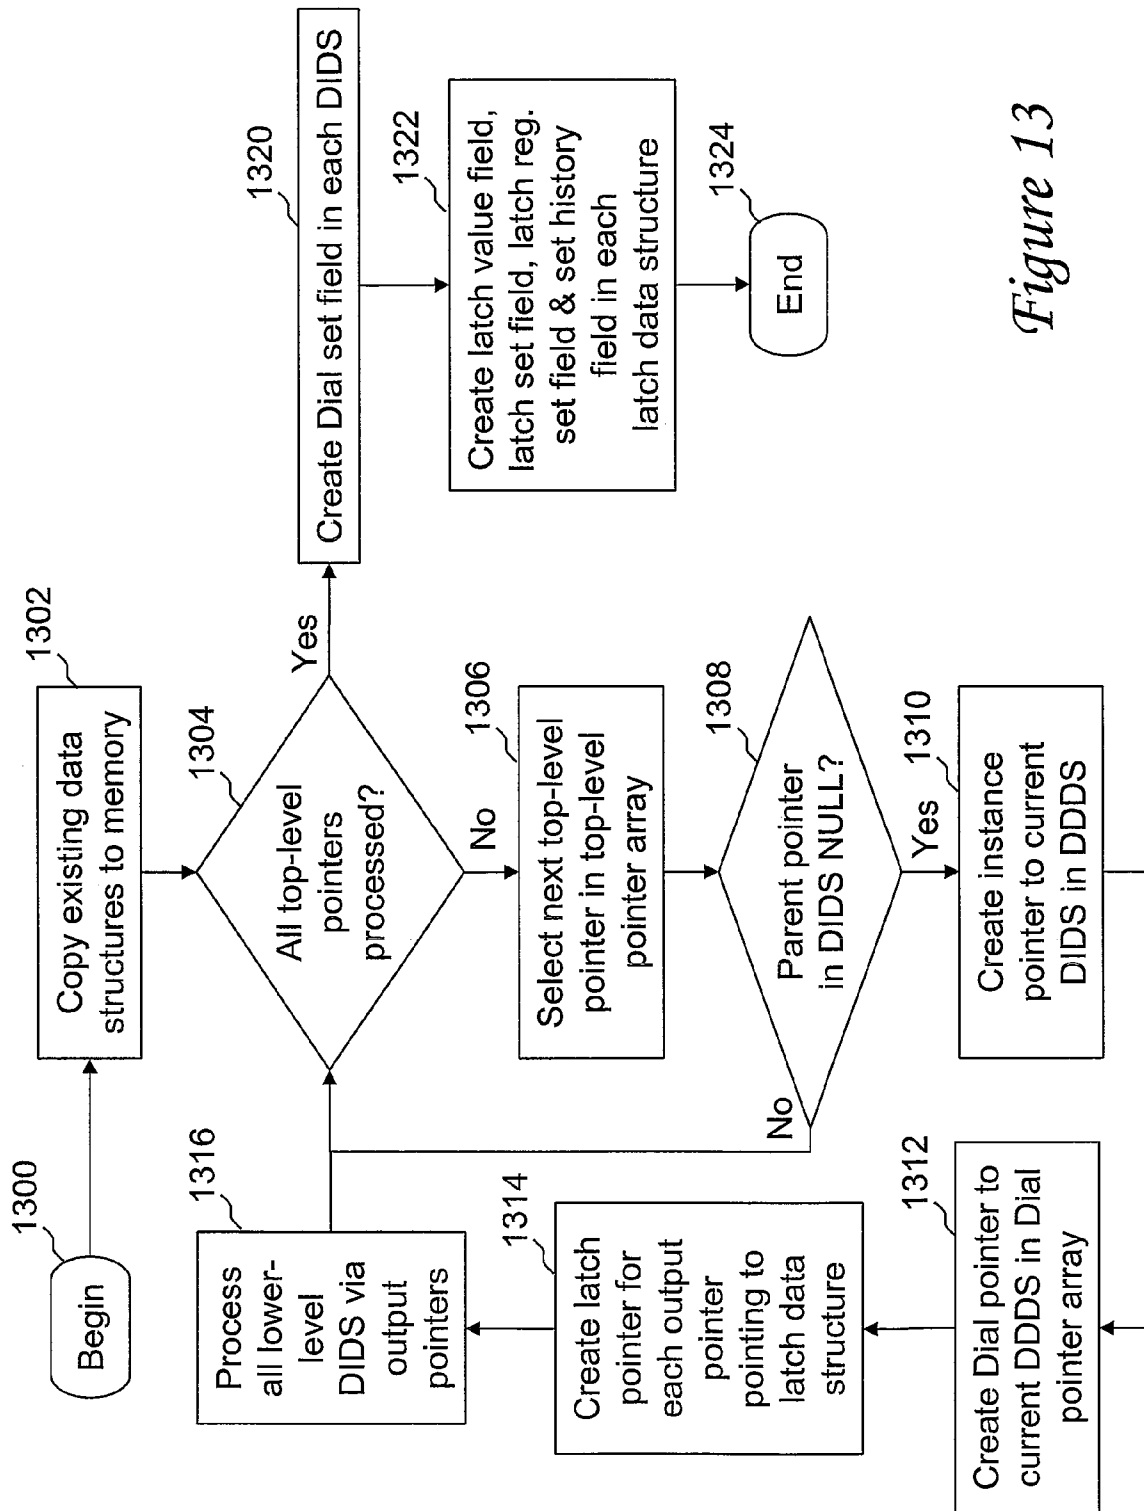 1300
Begin
1302
Copy existing data
structures to memory
1304
All top-level
pointers
processed?
Yes
No
1306
Select next top-level
pointer in top-level
pointer array
1308
Parent pointer
in DIDS NULL?
No
Yes
1310
Create instance
pointer to current
DIDS in DDDS
1312
Create Dial pointer to
current DDDS in Dial
pointer array
1314
Create latch
pointer for
each output
pointer
pointing to
latch data
structure
1316
Process
all lower-
level
DIDS via
output
pointers
1320
Create Dial set field in each DIDS
1322
Create latch value field,
latch set field, latch reg.
set field & set history
field in each
latch data structure
1324
End
Figure 13